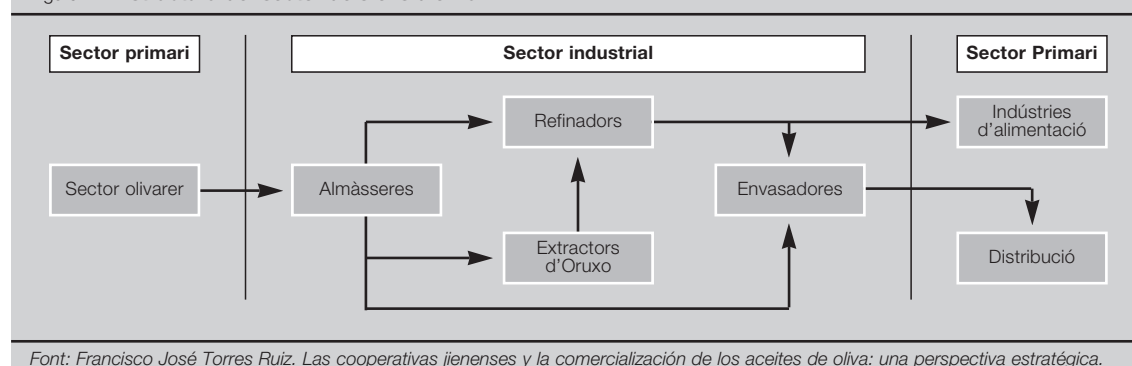 Sector primari
Sector industrial
Sector Primari
Refinadors
Indústries
d'alimentació
Sector olivarer
Almàsseres
Envasadores
Extractors
d'Oruxo
Distribució
Font: Francisco José Torres Ruiz. Las cooperativas jienenses y la comercialización de los aceites de oliva: una perspectiva estratégica.